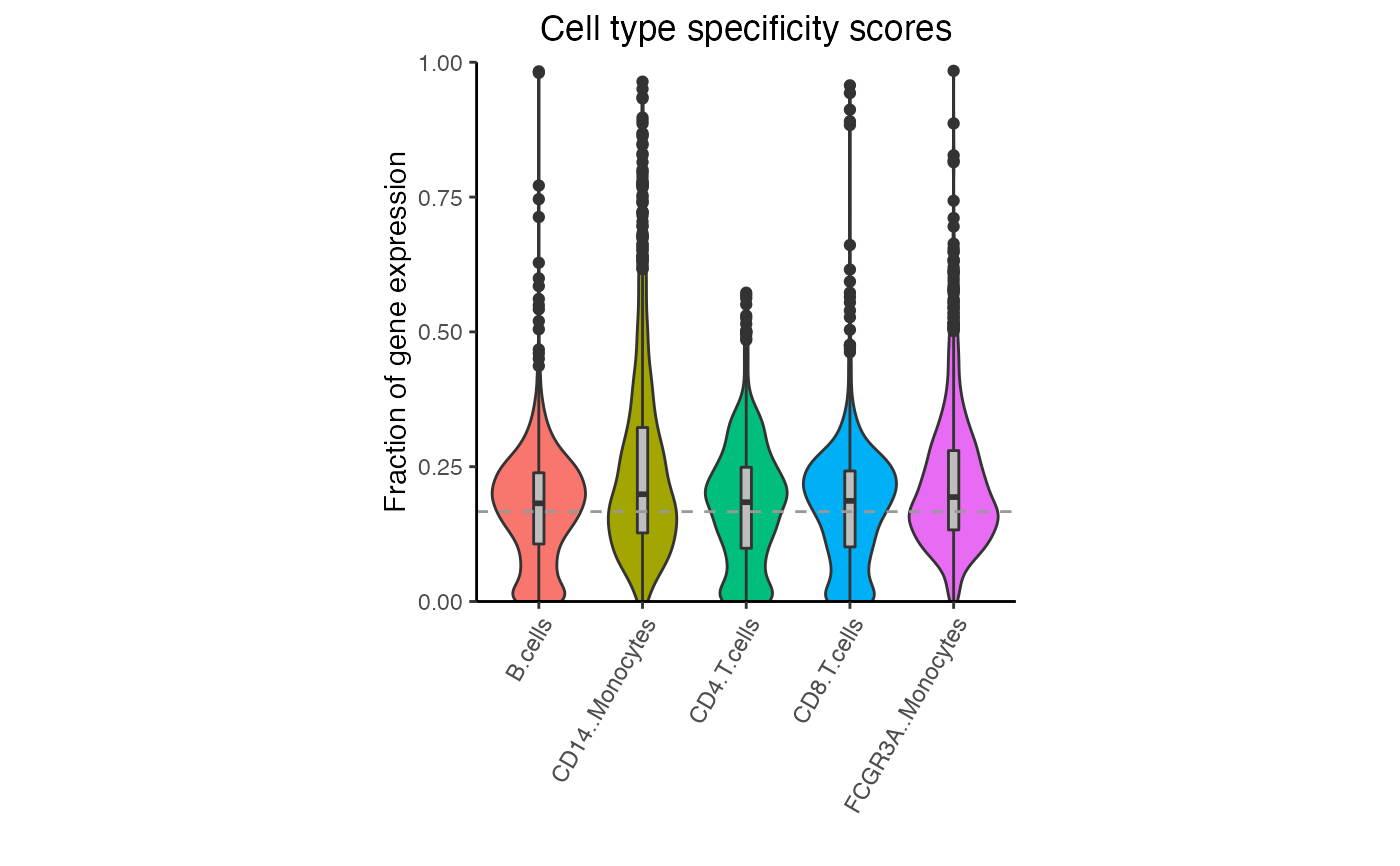 Cell type specificity scores
Fraction of gene expression
1.00
0.75
0.50
0.25
0.00
B.cells
CD14..Monocytes
CD4.T.cells
CD8.T.cells
FCGR3A..Monocytes